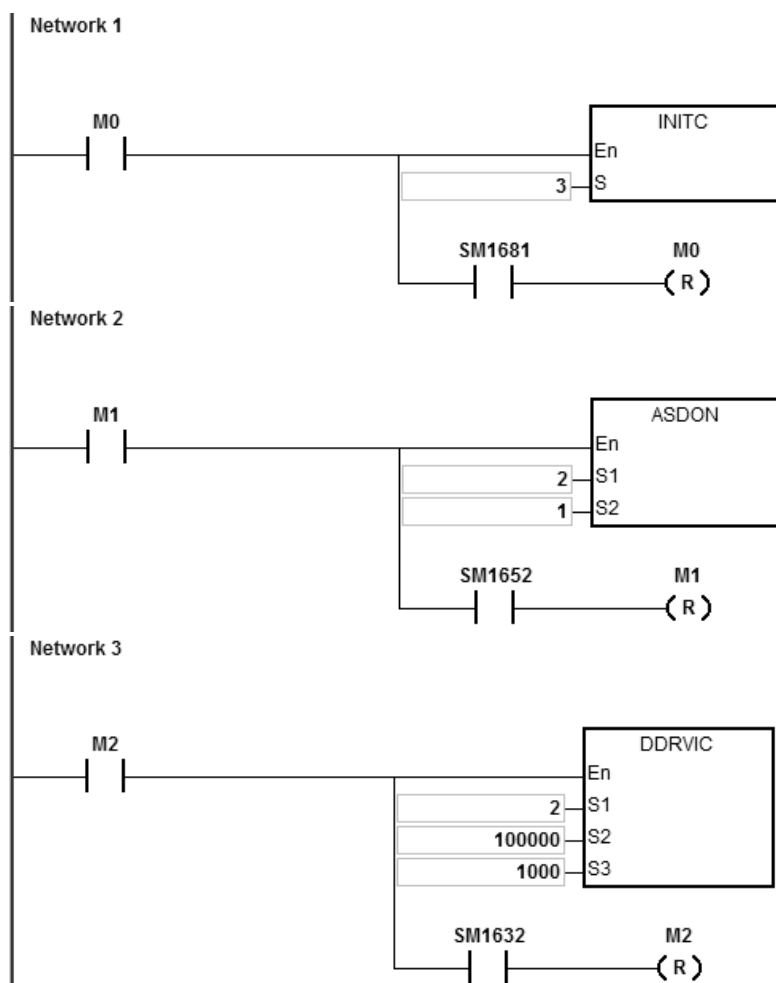 Network 1
M0
INITC
En
3 S
SM1681 M0
( R )
Network 2
M1
ASDON
En
2 S1
1 S2
SM1652 M1
( R )
Network 3
M2
DDRVIC
En
2 S1
100000 S2
1000 S3
SM1632 M2
( R )